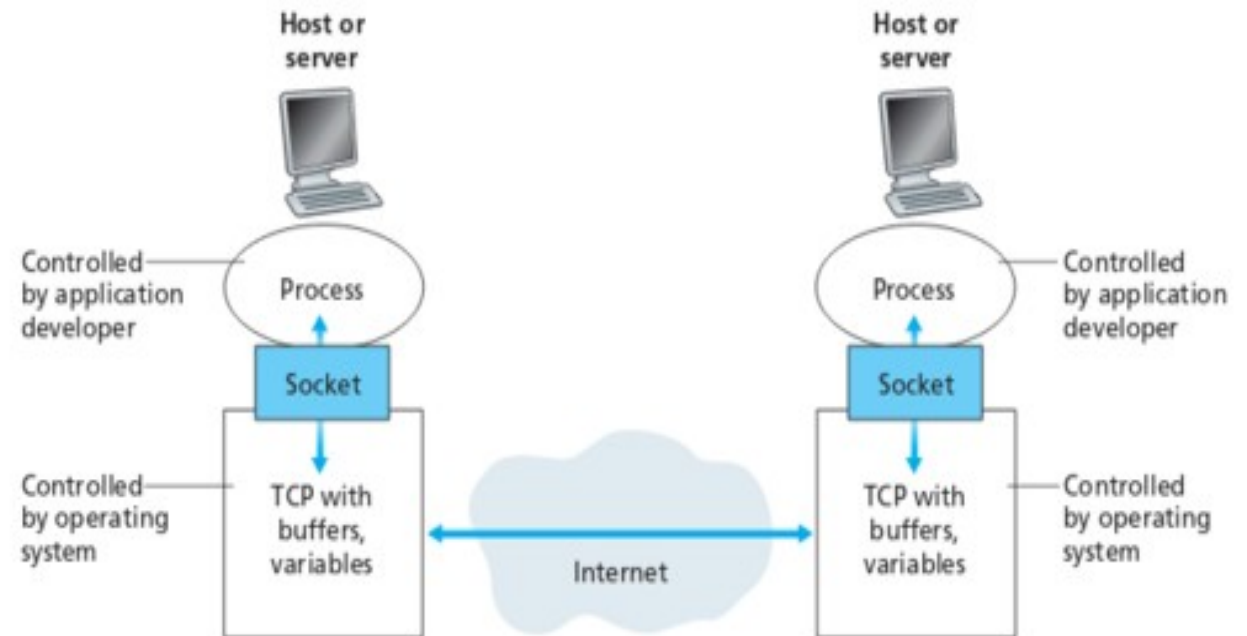 Host or
server
Host or
server
Controlled
by application
developer
Process
Process
Controlled
by application
developer
Socket
Socket
Controlled
by operating
system
TCP with
buffers,
variables
Internet
TCP with
buffers,
variables
Controlled
by operating
system